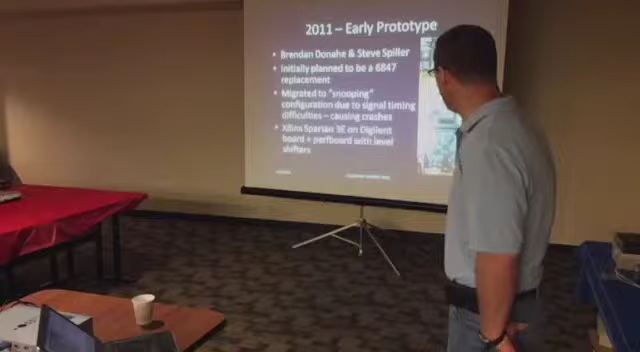 2011 – Early Prototype
• Brendan Donahe & Steve Spiller
• Initially planned to be a 6847
replacement
• Migrated to "snooping"
configuration due to signal timing
difficulties – causing crashes
• Xilinx Spartan 3E on Digilent
board + perfboard with level
shifters